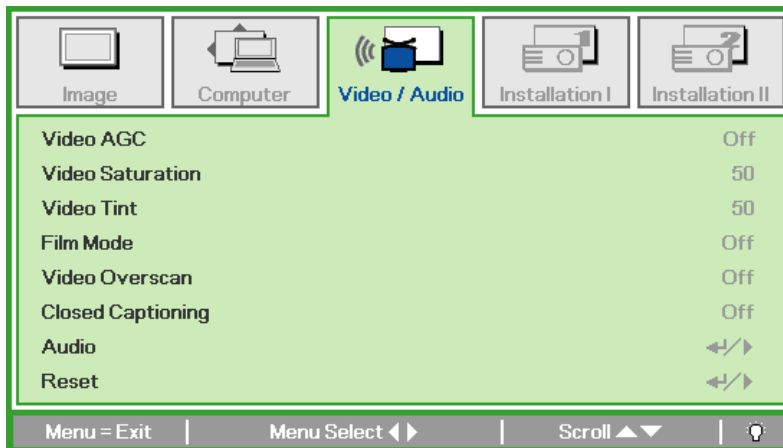 Image Computer Video / Audio Installation I Installation II
Video AGC Off
Video Saturation 50
Video Tint 50
Film Mode Off
Video Overscan Off
Closed Captioning Off
Audio
Reset
Menu = Exit Menu Select Scroll